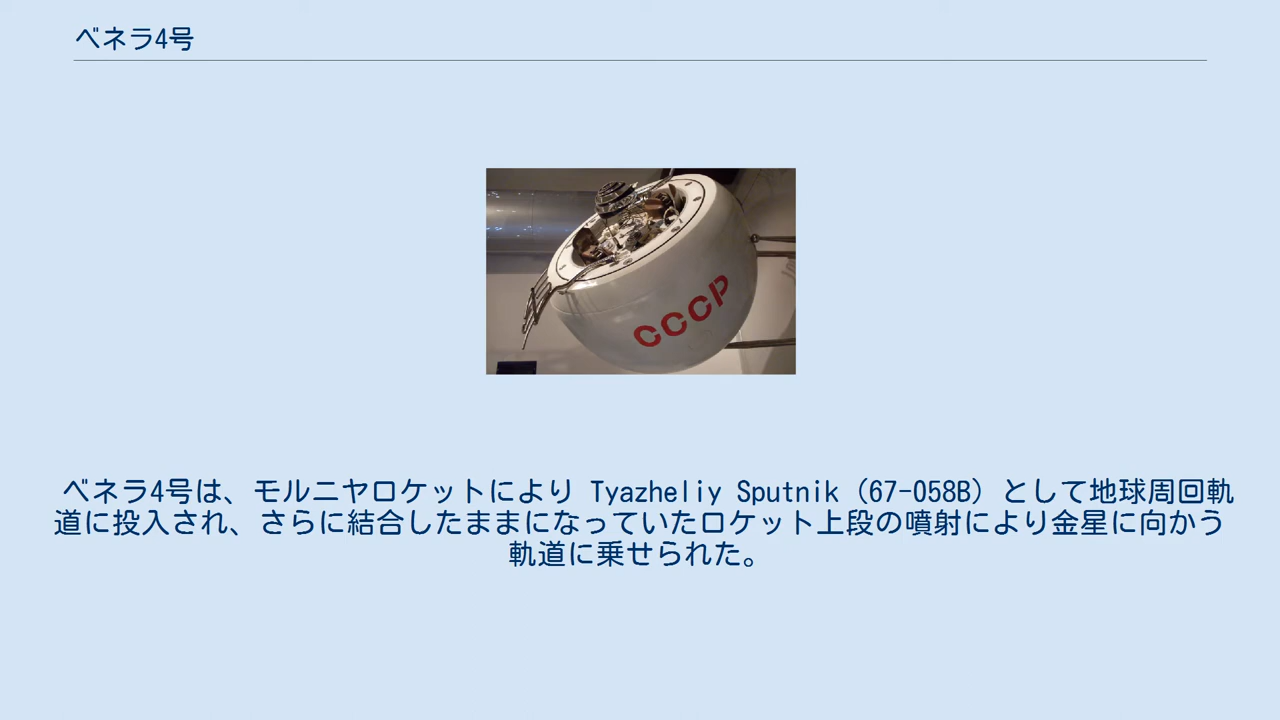 ベネラ4号
СССР
ベネラ4号は、モルニヤロケットにより Tyazheliy Sputnik (67-058B) として地球周回軌
道に投入され、さらに結合したままになっていたロケット上段の噴射により金星に向かう
軌道に乗せられた。